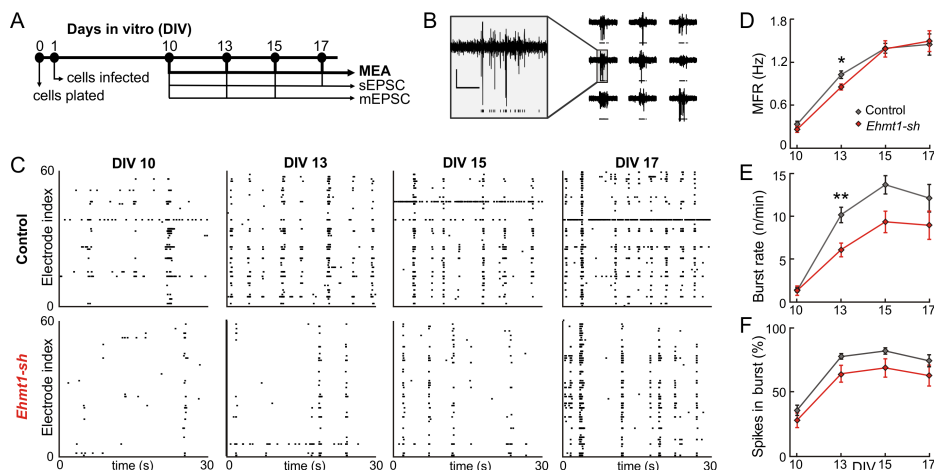 A
Days in vitro (DIV)
0 1 10 13 15 17
cells infected
cells plated
MEA
sEPSC
mEPSC
B
C
DIV 10 DIV 13 DIV 15 DIV 17
Control
Electrode index
60
0
Ehmt1-sh
Electrode index
60
0
0 time (s) 30 0 time (s) 30 0 time (s) 30 0 time (s) 30
D
MFR (Hz)
1.8
1.2
0.6
0
*
Control
Ehmt1-sh
10 13 15 17
E
Burst rate (n/min)
15
10
5
0
**
10 13 15 17
F
Spikes in burst (%)
100
50
0
10 13 15 17
DIV